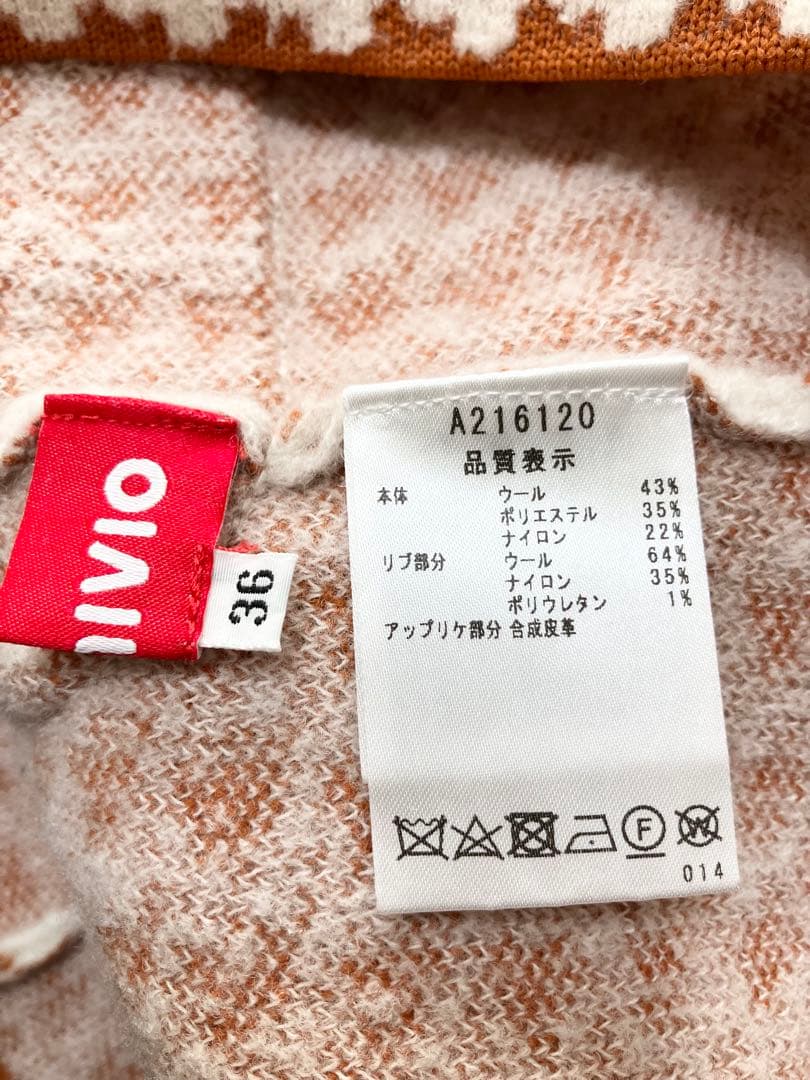 A216120
品質表示
本体 ウール 43%
ポリエステル 35%
ナイロン 22%
リブ部分 ウール 64%
ナイロン 35%
ポリウレタン 1%
アップリケ部分 合成皮革
F W
014
36